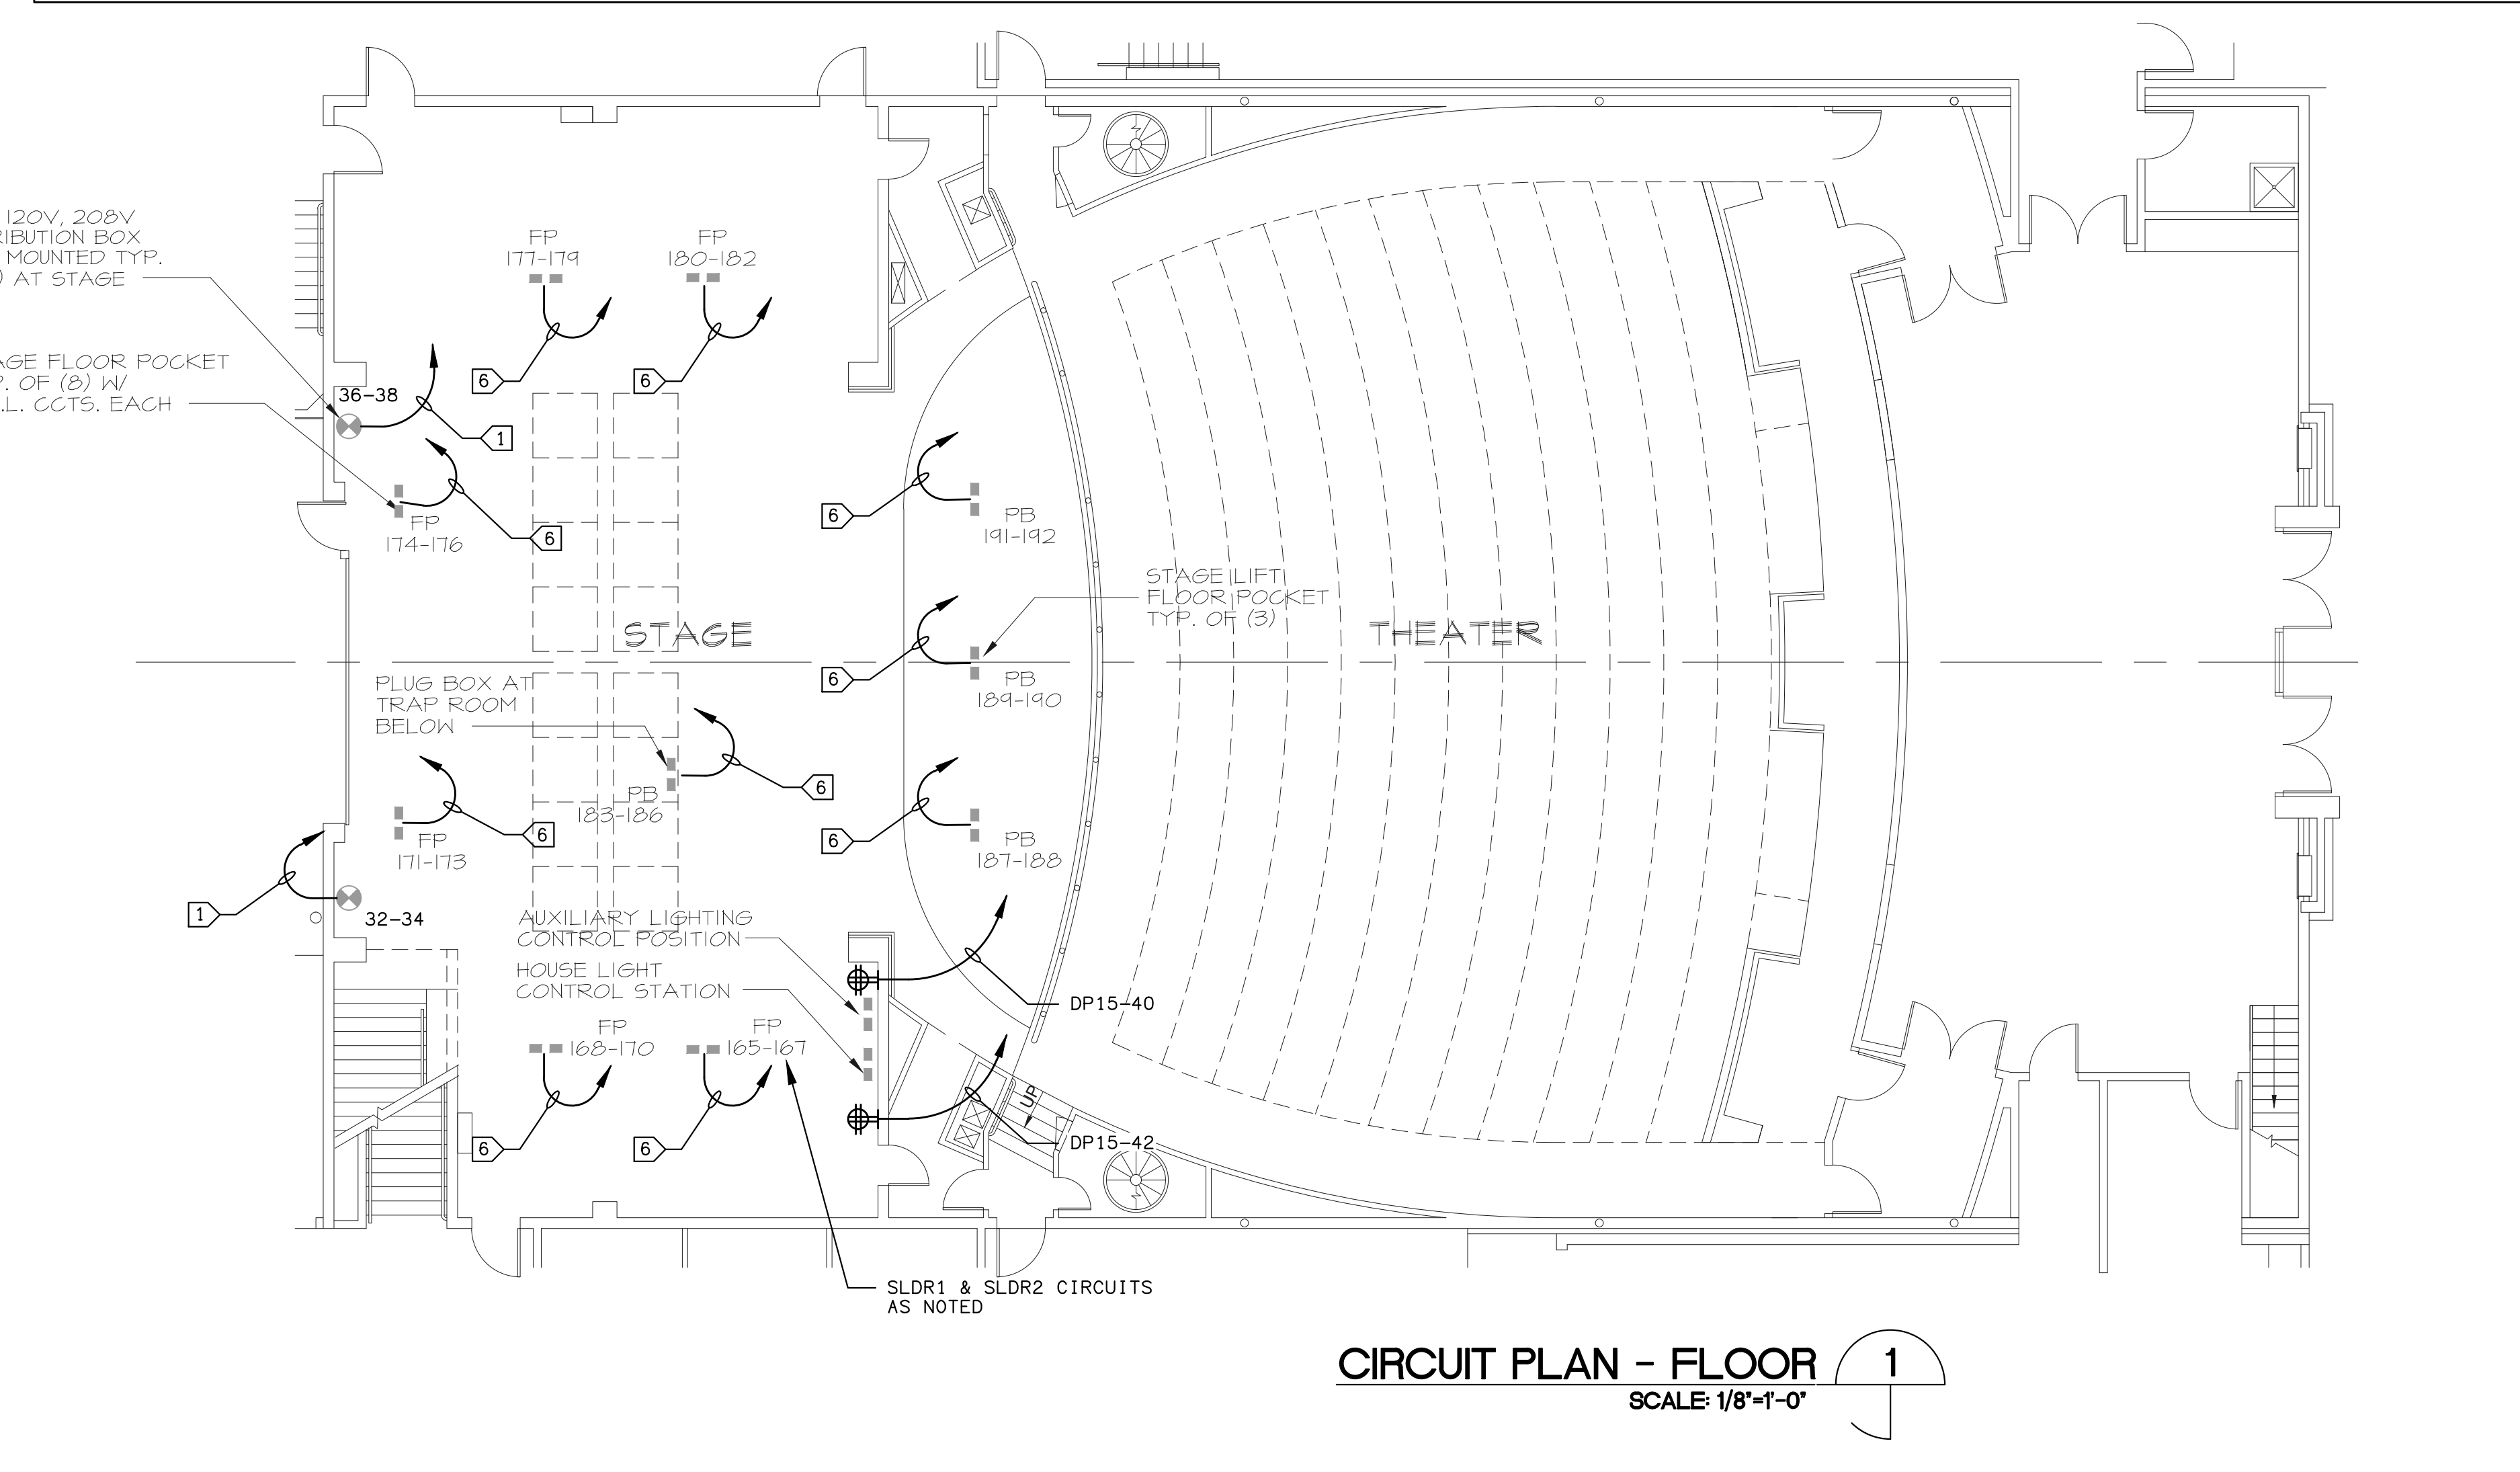 120V, 208V
RIBUTION BOX
MOUNTED TYP.
) AT STAGE
AGE FLOOR POCKET
P. OF (8) W/
.L. CCTS. EACH
36-38
1
FP
177-179
6
FP
180-182
6
FP
174-176
6
PB
191-192
6
STAGE LIFT
FLOOR POCKET
TYP. OF (3)
STAGE
THEATER
PB
189-190
6
PLUG BOX AT
TRAP ROOM
BELOW
PB
183-186
6
FP
171-173
6
PB
187-188
6
1
32-34
AUXILIARY LIGHTING
CONTROL POSITION
HOUSE LIGHT
CONTROL STATION
DP15-40
FP
168-170
6
FP
165-167
6
UP
DP15-42
SLDR1 & SLDR2 CIRCUITS
AS NOTED
CIRCUIT PLAN - FLOOR
1
SCALE: 1/8"=1'-0"